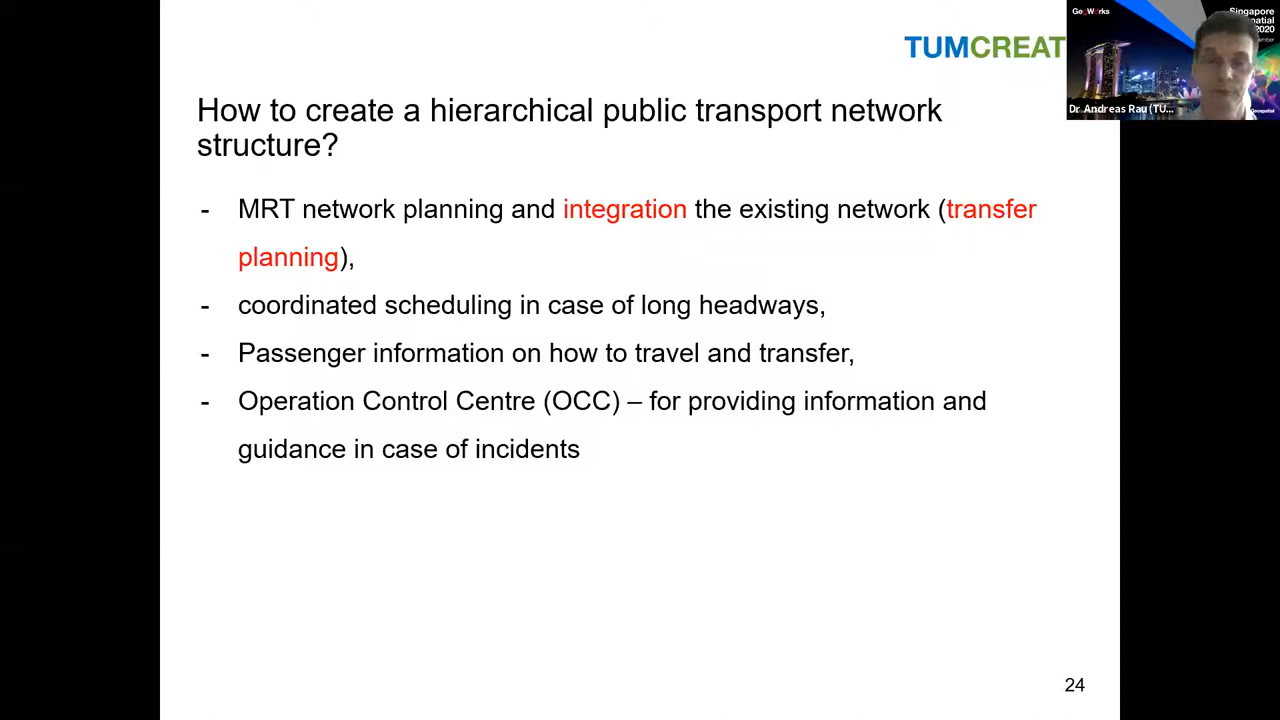 TUMCREAT
GeoWorks
Singapore
2020
Dr Andreas Rau (TU...
How to create a hierarchical public transport network
structure?
- MRT network planning and integration the existing network (transfer
planning),
- coordinated scheduling in case of long headways,
- Passenger information on how to travel and transfer,
- Operation Control Centre (OCC) – for providing information and
guidance in case of incidents
24